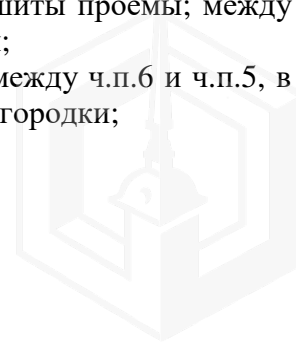 шиты проемы; между
;
между ч.п.6 и ч.п.5, в
городки;